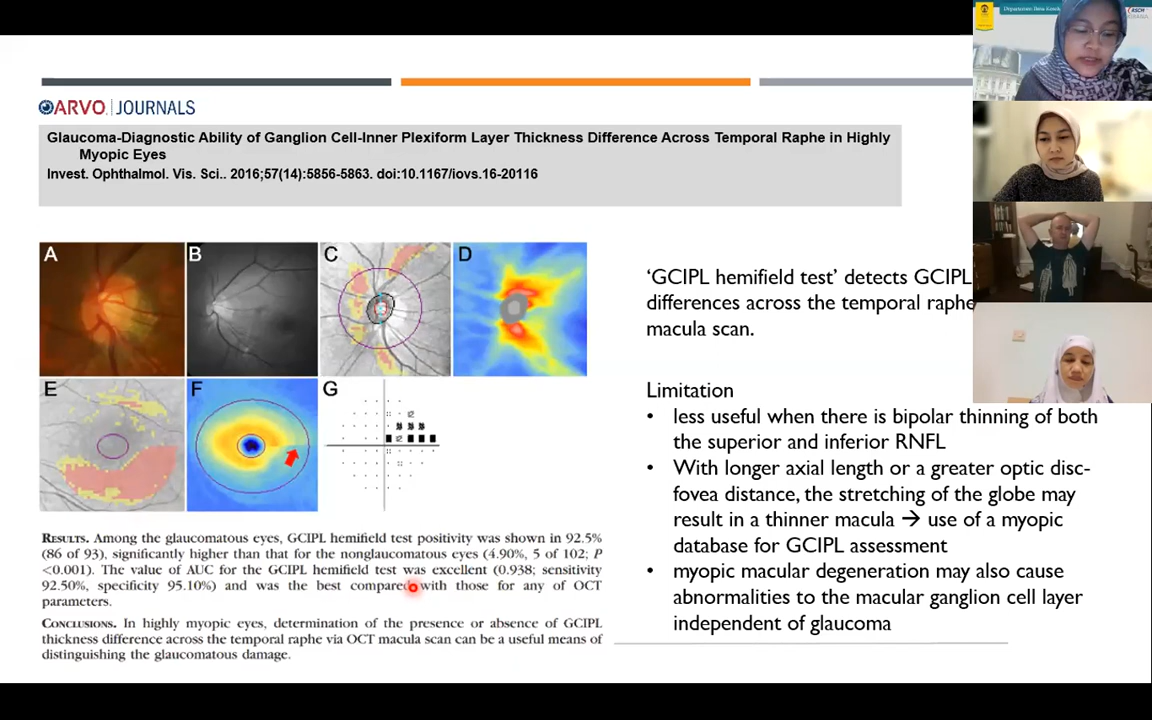 ARVO JOURNALS
Glaucoma-Diagnostic Ability of Ganglion Cell-Inner Plexiform Layer Thickness Difference Across Temporal Raphe in Highly
Myopic Eyes
Invest. Ophthalmol. Vis. Sci.. 2016;57(14):5856-5863. doi:10.1167/iovs.16-20116
A
B
C
D
E
F
G
RESULTS. Among the glaucomatous eyes, GCIPL hemifield test positivity was shown in 92.5%
(86 of 93), significantly higher than that for the nonglaucomatous eyes (4.90%, 5 of 102; P
<0.001). The value of AUC for the GCIPL hemifield test was excellent (0.938; sensitivity
92.50%, specificity 95.10%) and was the best compared with those for any of OCT
parameters.
CONCLUSIONS. In highly myopic eyes, determination of the presence or absence of GCIPL
thickness difference across the temporal raphe via OCT macula scan can be a useful means of
distinguishing the glaucomatous damage.
‘GCIPL hemifield test’ detects GCIPL
differences across the temporal raphe
macula scan.
Limitation
• less useful when there is bipolar thinning of both
the superior and inferior RNFL
• With longer axial length or a greater optic disc-
fovea distance, the stretching of the globe may
result in a thinner macula → use of a myopic
database for GCIPL assessment
• myopic macular degeneration may also cause
abnormalities to the macular ganglion cell layer
independent of glaucoma